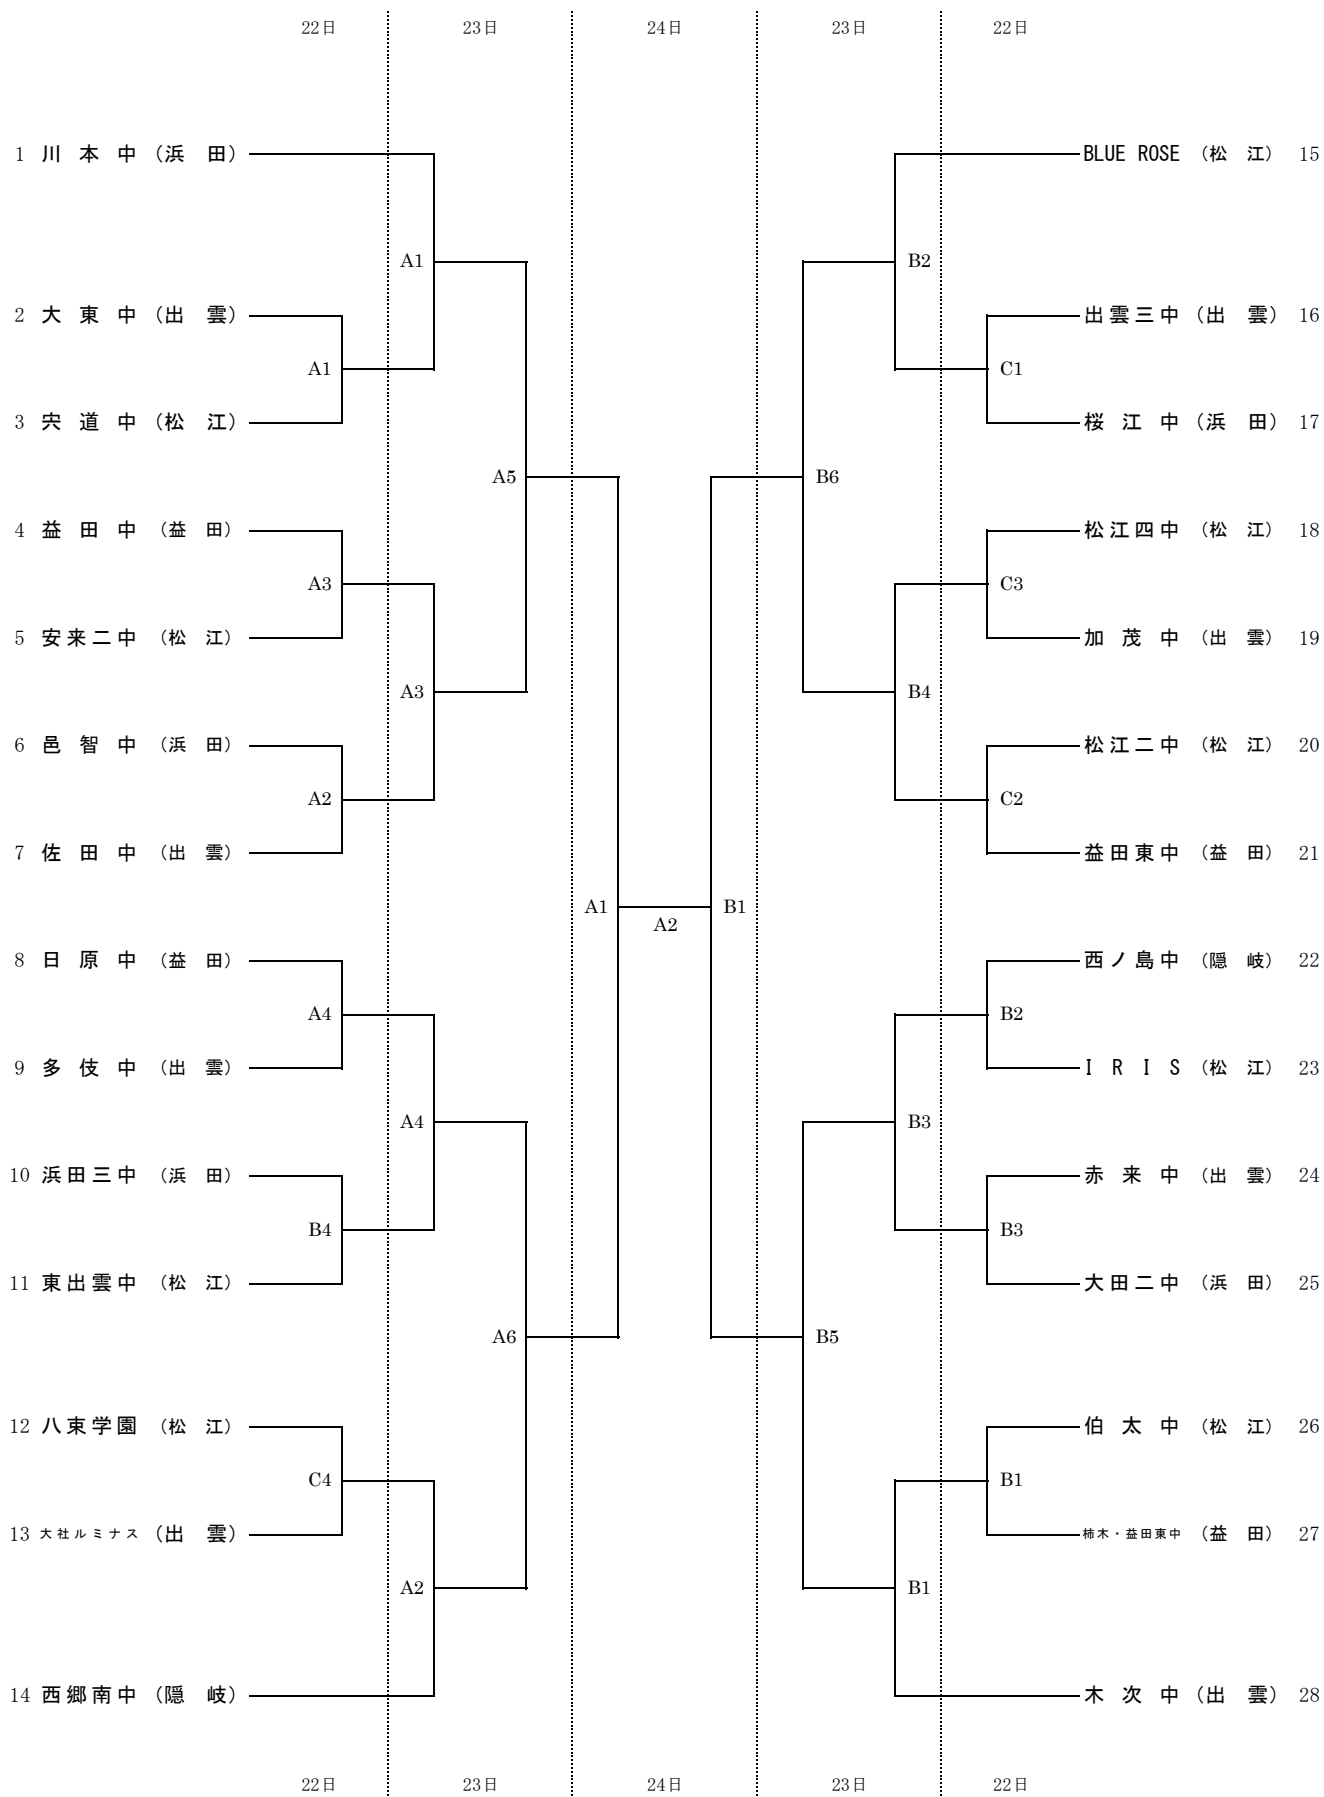 22日 23日 24日 23日 22日
1 川本中（浜田） BLUE ROSE（松江） 15
A1 B2
2 大東中（出雲） 出雲三中（出雲） 16
A1 C1
3 宍道中（松江） 桜江中（浜田） 17
A5 B6
4 益田中（益田） 松江四中（松江） 18
A3 C3
5 安来二中（松江） 加茂中（出雲） 19
A3 B4
6 邑智中（浜田） 松江二中（松江） 20
A2 C2
7 佐田中（出雲） 益田東中（益田） 21
A1 B1
A2
8 日原中（益田） 西ノ島中（隠岐） 22
A4 B2
9 多伎中（出雲） IRIS（松江） 23
A4 B3
10 浜田三中（浜田） 赤来中（出雲） 24
B4 B3
11 東出雲中（松江） 大田二中（浜田） 25
A6 B5
12 八束学園（松江） 伯太中（松江） 26
C4 B1
13 大社ルミナス（出雲） 柿木・益田東中（益田） 27
A2 B1
14 西郷南中（隠岐） 木次中（出雲） 28
22日 23日 24日 23日 22日